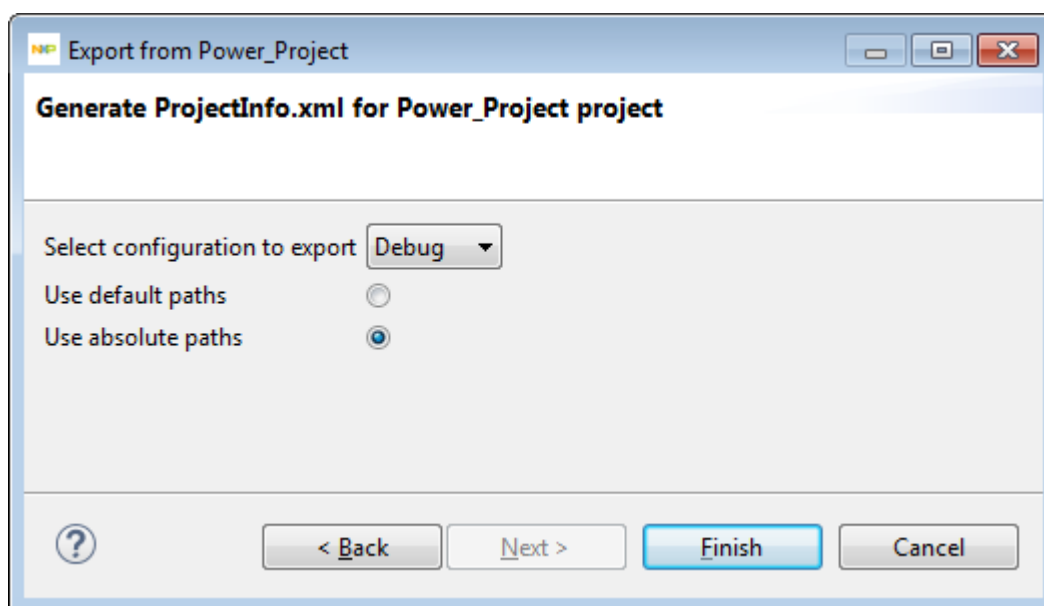 NXP Export from Power_Project
Generate ProjectInfo.xml for Power_Project project
Select configuration to export Debug
Use default paths
Use absolute paths
? < Back Next > Finish Cancel